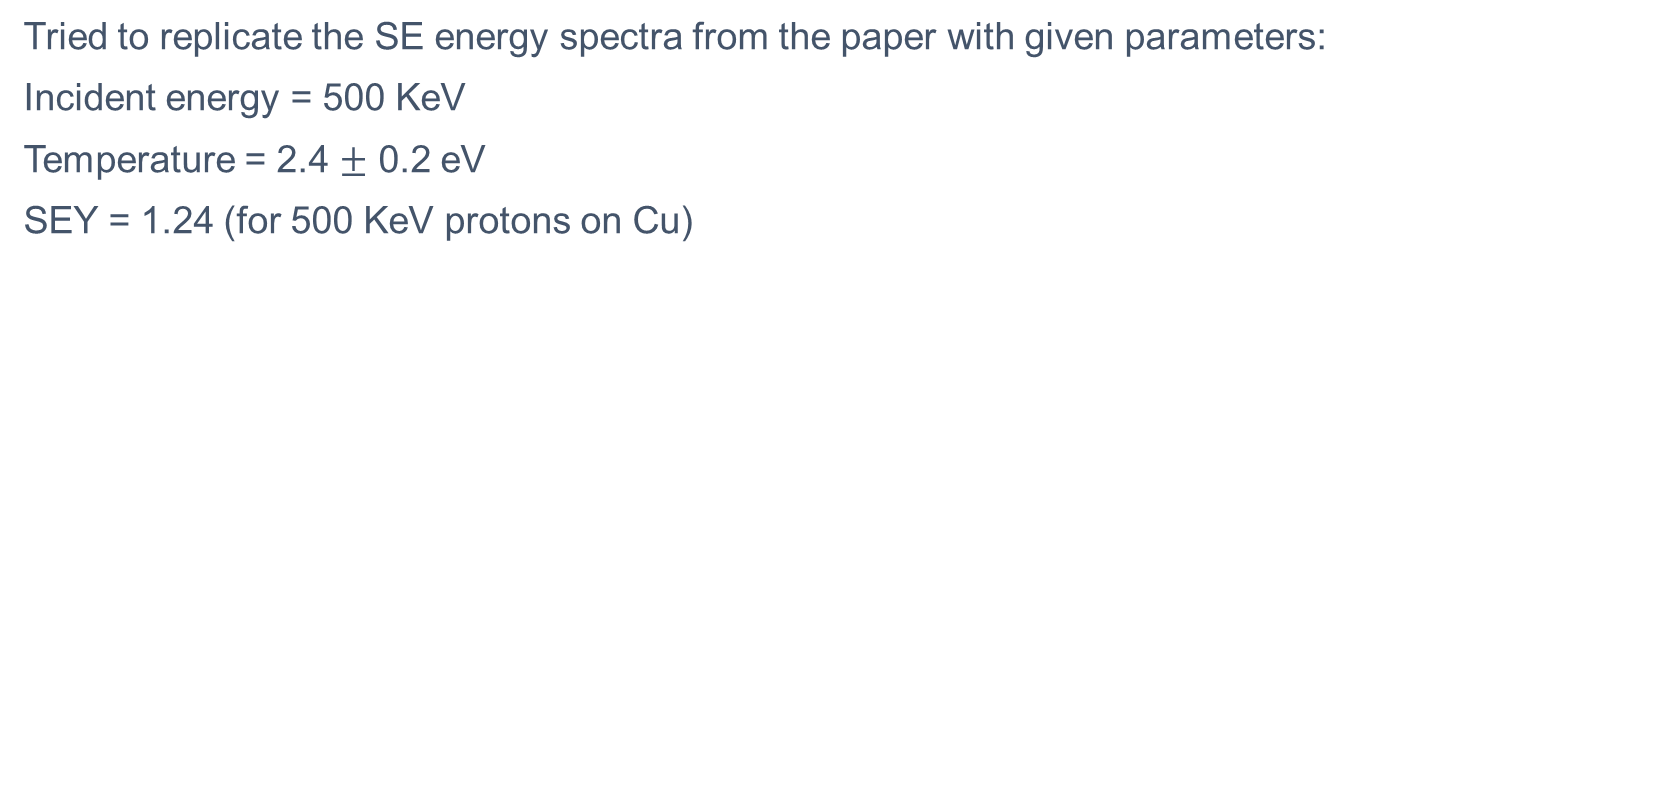 Tried to replicate the SE energy spectra from the paper with given parameters:
Incident energy = 500 KeV
Temperature = 2.4 ± 0.2 eV
SEY = 1.24 (for 500 KeV protons on Cu)